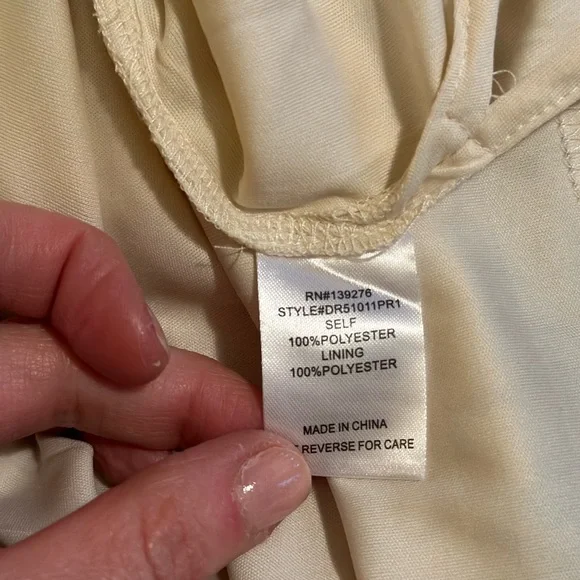 RN#139276
STYLE#DR51011PR1
SELF
100%POLYESTER
LINING
100%POLYESTER
MADE IN CHINA
REVERSE FOR CARE